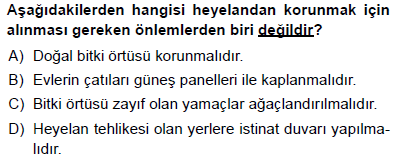 Aşağıdakilerden hangisi heyelandan korunmak için
alınması gereken önlemlerden biri değildir?
A) Doğal bitki örtüsü korunmalıdır.
B) Evlerin çatıları güneş panelleri ile kaplanmalıdır.
C) Bitki örtüsü zayıf olan yamaçlar ağaçlandırılmalıdır.
D) Heyelan tehlikesi olan yerlere istinat duvarı yapılma-
lıdır.